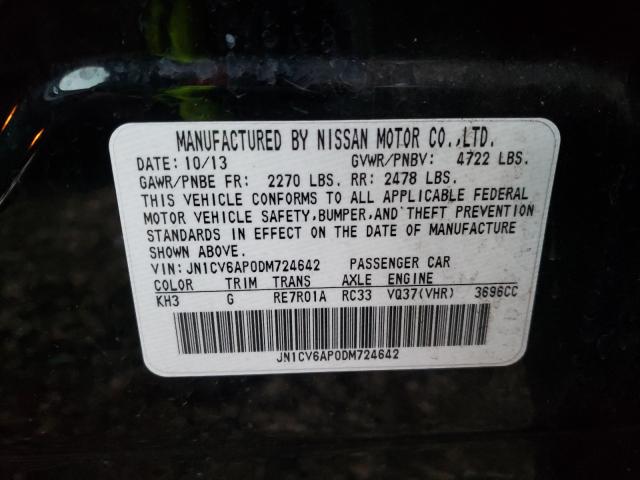 MANUFACTURED BY NISSAN MOTOR CO.,LTD.
DATE: 10/13 GVWR/PNBV: 4722 LBS.
GAWR/PNBE FR: 2270 LBS. RR: 2478 LBS.
THIS VEHICLE CONFORMS TO ALL APPLICABLE FEDERAL
MOTOR VEHICLE SAFETY, BUMPER, AND THEFT PREVENTION
STANDARDS IN EFFECT ON THE DATE OF MANUFACTURE
SHOWN ABOVE.
VIN: JN1CV6AP0DM724642 PASSENGER CAR
COLOR TRIM TRANS AXLE ENGINE
KH3 G RE7R01A RC33 VQ37(VHR) 3696CC
JN1CV6AP0DM724642